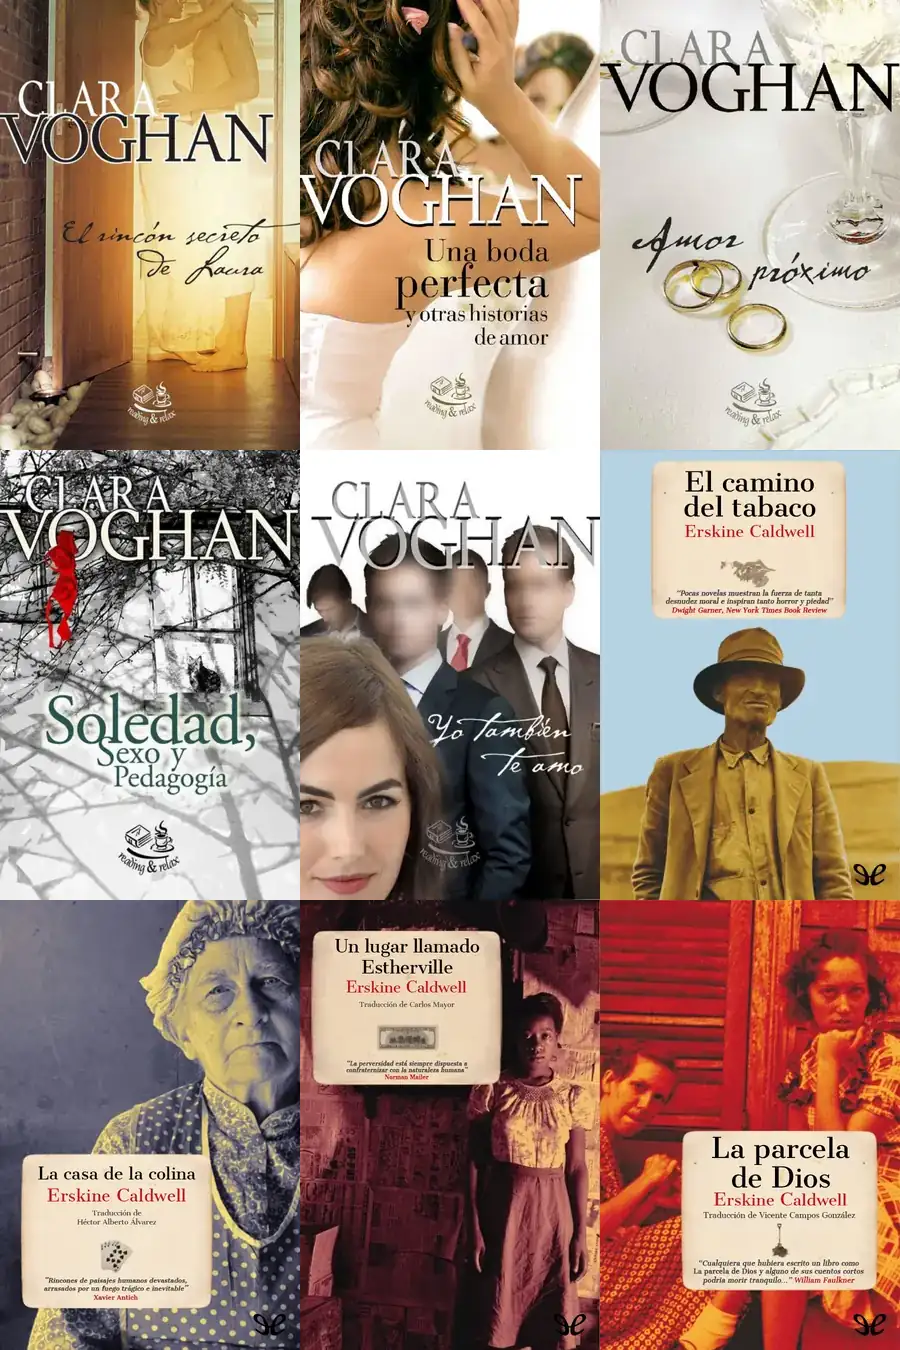 CLARA
VOGHAN
El rincón secreto
de Laura
reading & relax
CLARA
VOGHAN
Una boda
perfecta
y otras historias
de amor
reading & relax
CLARA
VOGHAN
Amor
próximo
reading & relax
CLARA
VOGHAN
Soledad,
Sexo y
Pedagogía
reading & relax
CLARA
VOGHAN
Yo también
te amo
reading & relax
El camino
del tabaco
Erskine Caldwell
"Pocas novelas muestran la fuerza de tanta
desnudez moral e inspiran tanto horror y piedad"
Dwight Garner, New York Times Book Review
La casa de la colina
Erskine Caldwell
Traducción de
Héctor Alberto Álvarez
"Rincones de paisajes humanos devastados,
arrasados por un fuego trágico e inevitable"
Xavier Antich
Un lugar llamado
Estherville
Erskine Caldwell
Traducción de Carlos Mayor
"La perversidad está siempre dispuesta a
confraternizar con la naturaleza humana"
Norman Mailer
La parcela
de Dios
Erskine Caldwell
Traducción de Vicente Campos González
"Cualquiera que hubiera escrito un libro como
La parcela de Dios y alguno de sus cuentos cortos
podría morir tranquilo..." William Faulkner